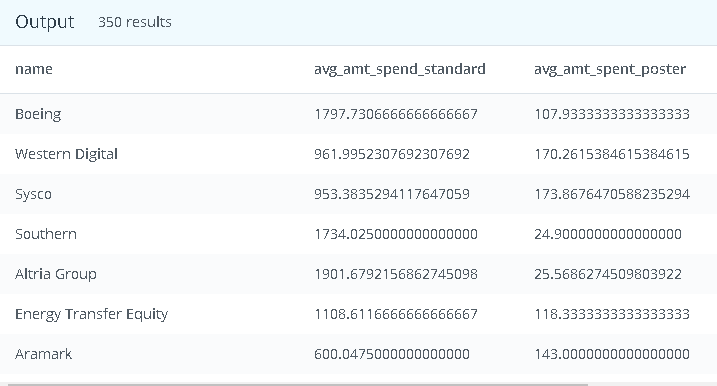 Output 350 results
name avg_amt_spend_standard avg_amt_spent_poster
Boeing 1797.7306666666666667 107.9333333333333333
Western Digital 961.9952307692307692 170.2615384615384615
Sysco 953.3835294117647059 173.8676470588235294
Southern 1734.0250000000000000 24.9000000000000000
Altria Group 1901.6792156862745098 25.5686274509803922
Energy Transfer Equity 1108.6116666666666667 118.3333333333333333
Aramark 600.0475000000000000 143.0000000000000000